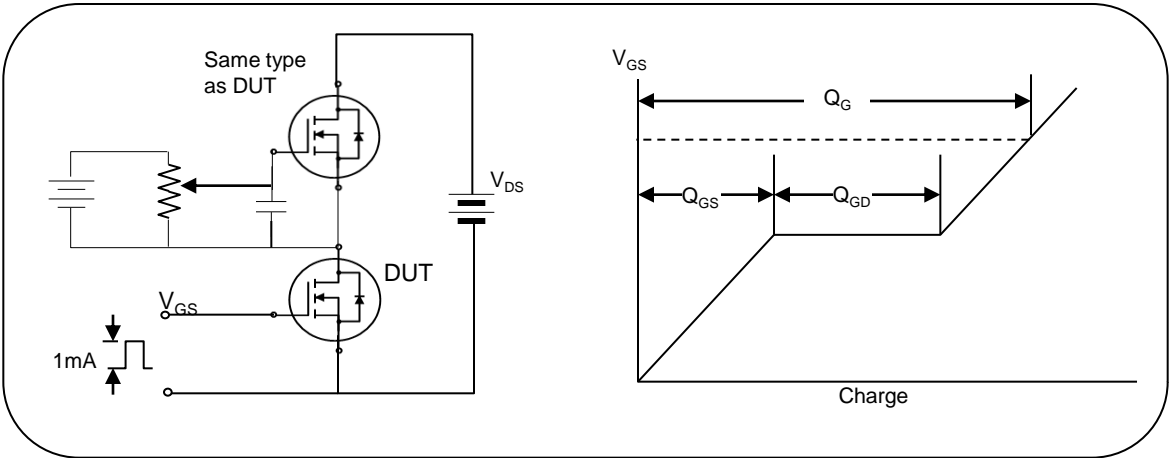 Same type
as DUT
V_DS
DUT
V_GS
1mA
V_GS
Q_G
Q_GS
Q_GD
Charge